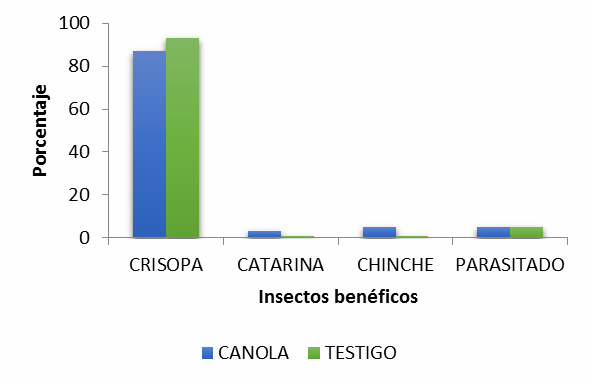 100
80
60
40
20
0
Porcentaje
CRISOPA CATARINA CHINCHE PARASITADO
Insectos benéficos
CANOLA TESTIGO